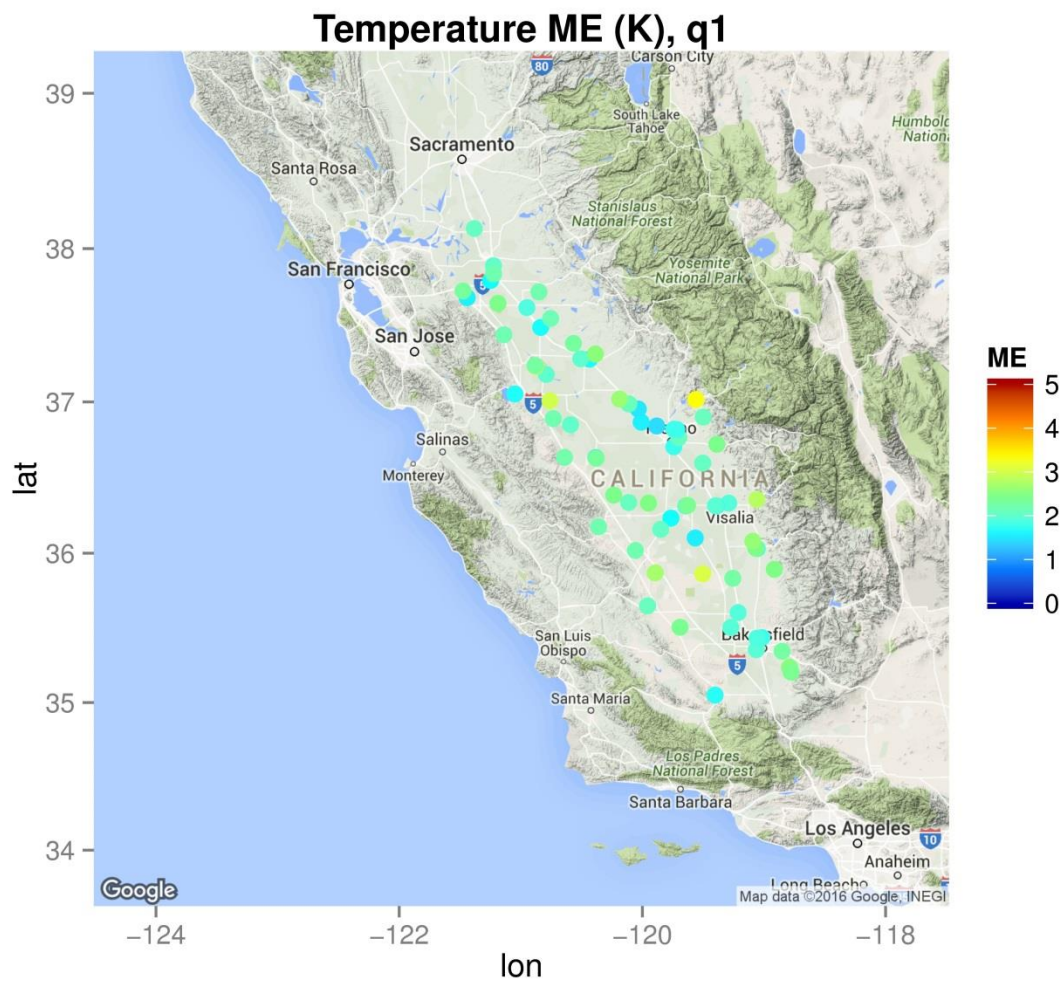 Temperature ME (K), q1
Carson City
80
39
South Lake
Tahoe
Humbol
Nationa
Sacramento
Santa Rosa
Stanislaus
National Forest
38
San Francisco
5
Yosemite
National Park
San Jose
ME
5
4
3
2
1
0
37
5
Salinas
Monterey
CALIFORNIA
lat
Visalia
36
San Luis
Obispo
5
35
Santa Maria
Los Padres
National Forest
Santa Barbara
Los Angeles
10
34
Anaheim
Long Beach
Google
Map data ©2016 Google, INEGI
−124
−122
−120
−118
lon